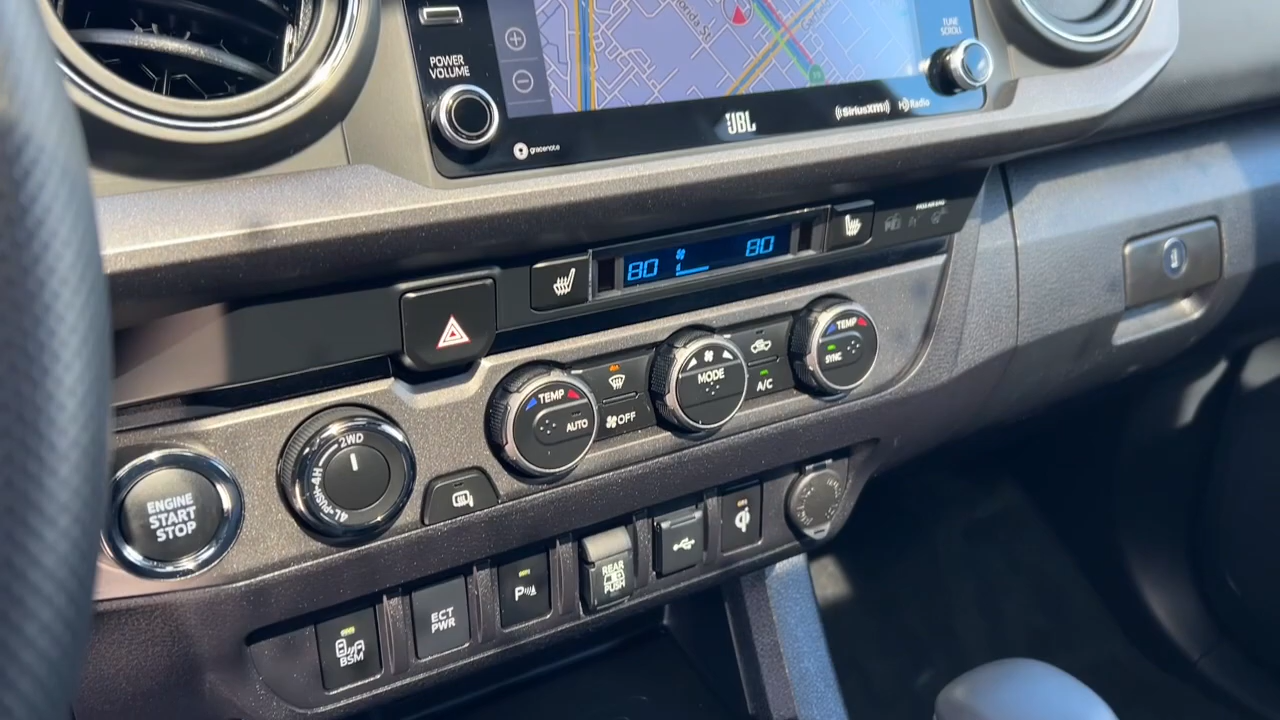 POWER
VOLUME
TUNE
SCROLL
JBL
SiriusXM
HD Radio
gracenote
80
80
TEMP
AUTO
OFF
MODE
A/C
TEMP
SYNC
2WD
4L-PUSH-4H
ENGINE
START
STOP
BSM
ECT
PWR
P
REAR
PUSH